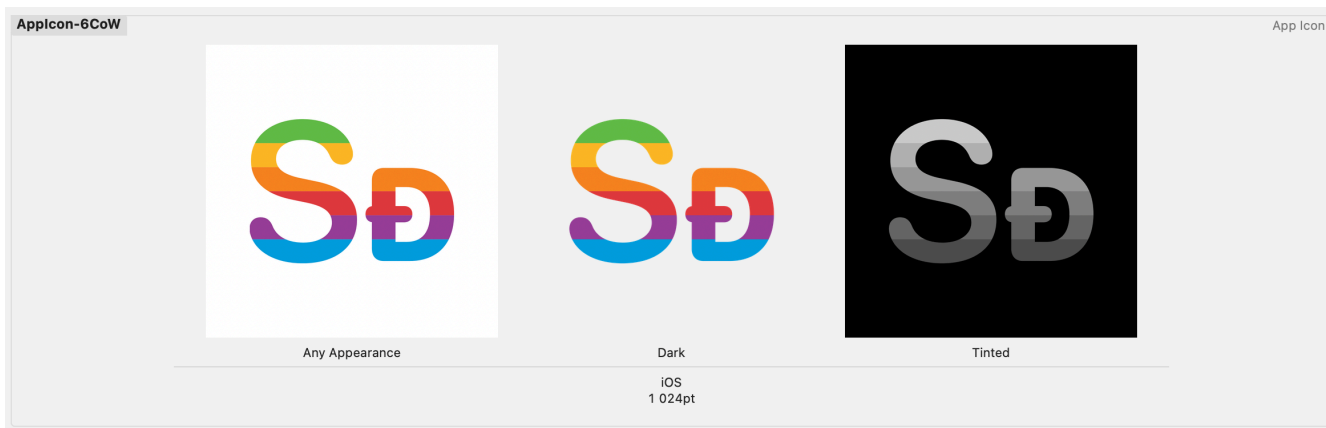 AppIcon-6CoW
App Icon
SĐ
SĐ
SĐ
Any Appearance
Dark
Tinted
iOS
1 024pt